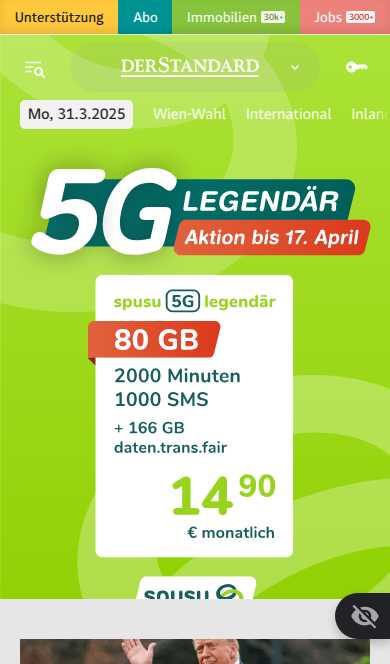 Unterstützung Abo Immobilien 30k+ Jobs 3000+
DERSTANDARD
Mo, 31.3.2025 Wien-Wahl International
5G LEGENDÄR
Aktion bis 17. April
spusu 5G legendär
80 GB
2000 Minuten
1000 SMS
+ 166 GB
daten.trans.fair
14 90
€ monatlich
spusu